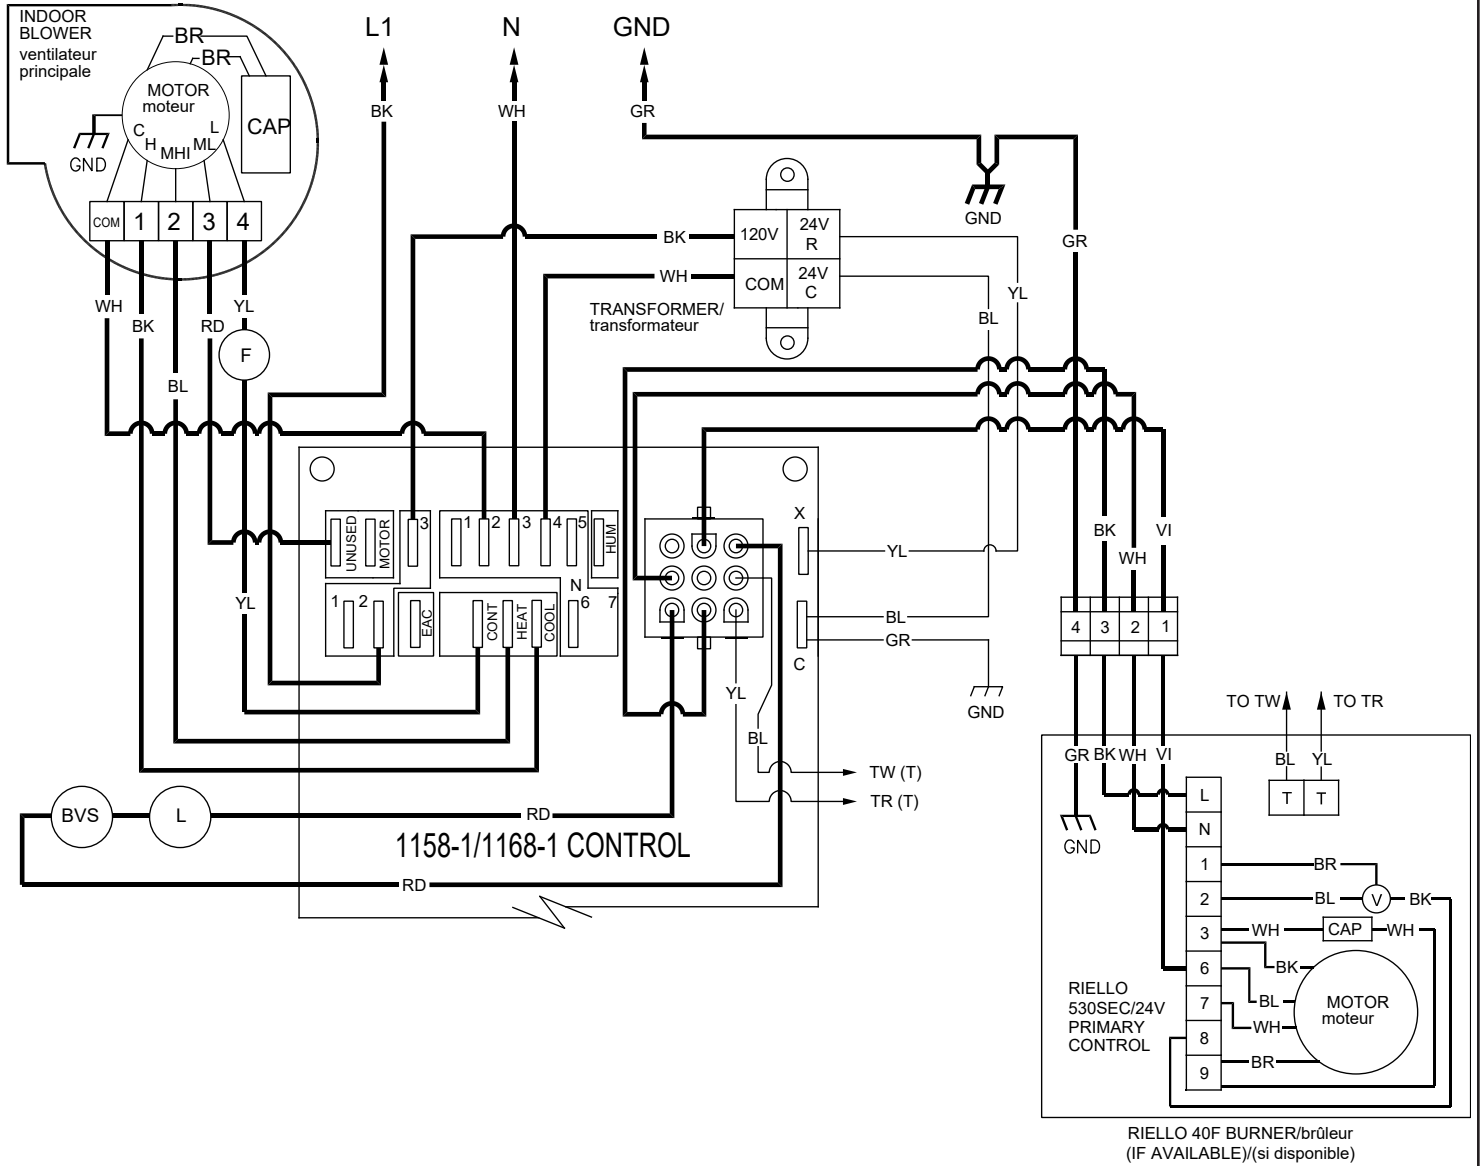 INDOOR
BLOWER
ventilateur
principale
BR
BR
MOTOR
moteur
CAP
GND
C
H
MHI
ML
L
COM
1
2
3
4
L1
N
GND
BK
WH
GR
GND
GR
BK
WH
120V
24V
R
COM
24V
C
TRANSFORMER/
transformateur
YL
BL
WH
BK
BL
RD
YL
F
YL
UNUSED
MOTOR
3
1
2
3
4
5
HUM
1
2
EAC
CONT
HEAT
COOL
N
6
7
X
C
YL
BL
GR
GND
YL
BL
TW (T)
TR (T)
BVS
L
RD
1158-1/1168-1 CONTROL
RD
BK
WH
VI
4
3
2
1
GR
BK
WH
VI
GND
TO TW
TO TR
BL
YL
T
T
L
N
1
2
3
6
7
8
9
BR
BL
V
BK
WH
CAP
WH
BK
BL
WH
BR
MOTOR
moteur
RIELLO
530SEC/24V
PRIMARY
CONTROL
RIELLO 40F BURNER/brûleur
(IF AVAILABLE)/(si disponible)